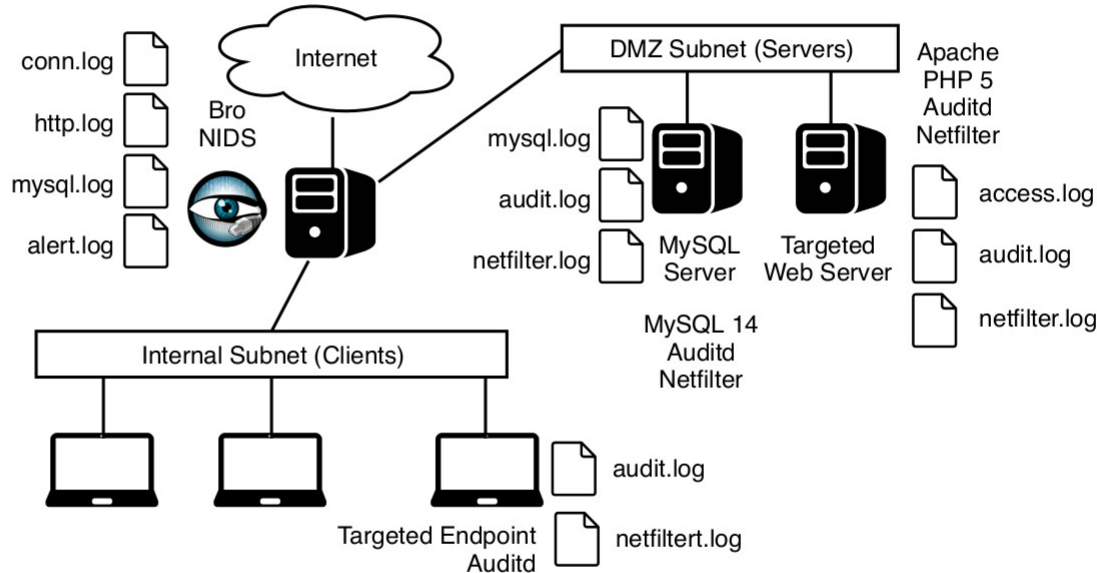 conn.log
http.log
mysql.log
alert.log
Bro
NIDS
Internet
DMZ Subnet (Servers)
mysql.log
audit.log
netfilter.log
MySQL
Server
MySQL 14
Auditd
Netfilter
Targeted
Web Server
Apache
PHP 5
Auditd
Netfilter
access.log
audit.log
netfilter.log
Internal Subnet (Clients)
Targeted Endpoint
Auditd
audit.log
netfiltert.log